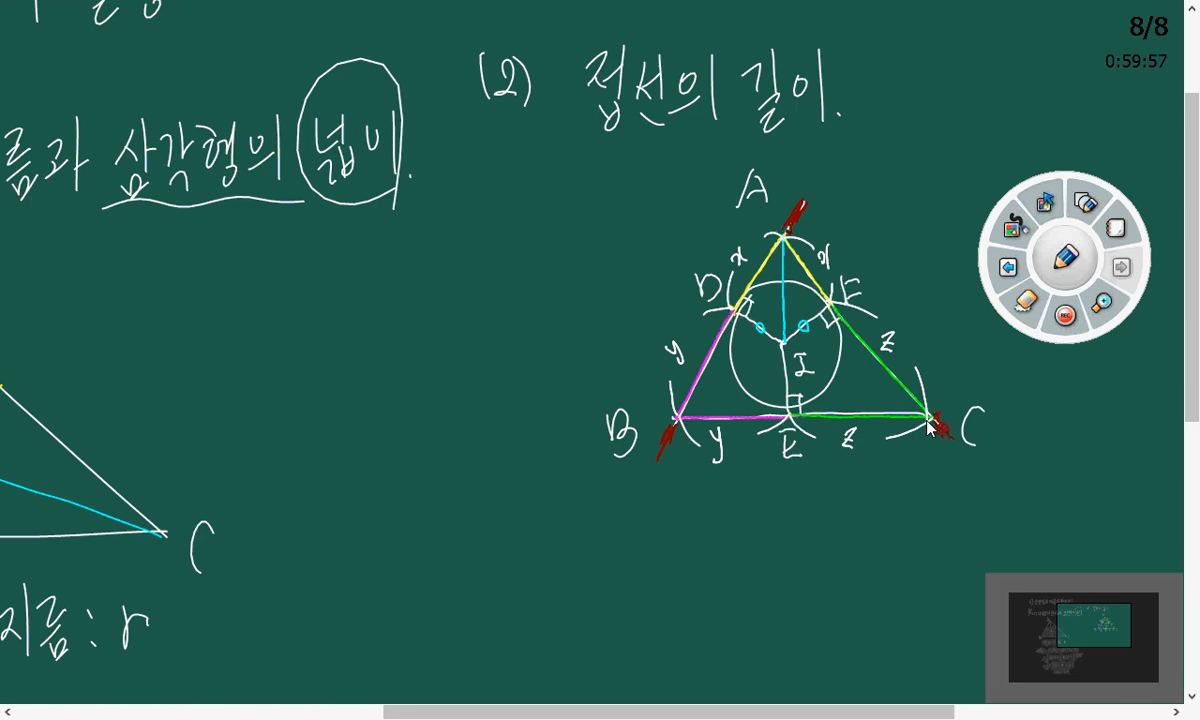 8/8
0:59:57
(2) 접선의 길이.
름과 삼각형의 넓이.
A
x x
D E
y z
I
B y E z C
C
지름 : r
REC